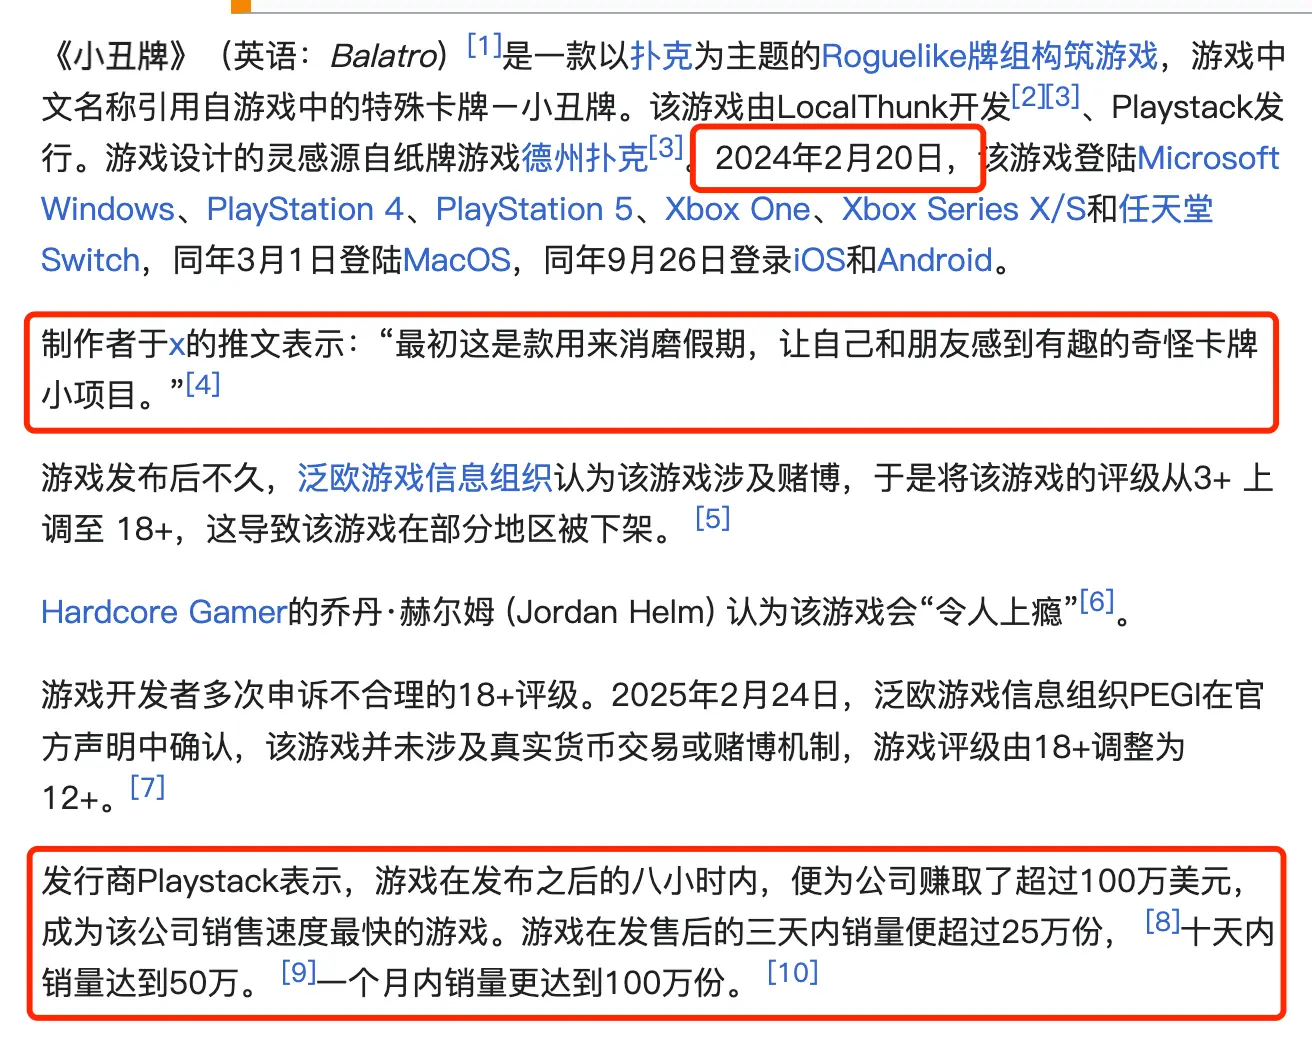 《小丑牌》（英语：Balatro）[1]是一款以扑克为主题的Roguelike牌组构筑游戏，游戏中
文名称引用自游戏中的特殊卡牌－小丑牌。该游戏由LocalThunk开发[2][3]、Playstack发
行。游戏设计的灵感源自纸牌游戏德州扑克[3]。2024年2月20日，该游戏登陆Microsoft
Windows、PlayStation 4、PlayStation 5、Xbox One、Xbox Series X/S和任天堂
Switch，同年3月1日登陆MacOS，同年9月26日登录iOS和Android。
制作者于x的推文表示：“最初这是款用来消磨假期，让自己和朋友感到有趣的奇怪卡牌
小项目。”[4]
游戏发布后不久，泛欧游戏信息组织认为该游戏涉及赌博，于是将该游戏的评级从3+ 上
调至 18+，这导致该游戏在部分地区被下架。 [5]
Hardcore Gamer的乔丹·赫尔姆 (Jordan Helm) 认为该游戏会“令人上瘾”[6]。
游戏开发者多次申诉不合理的18+评级。2025年2月24日，泛欧游戏信息组织PEGI在官
方声明中确认，该游戏并未涉及真实货币交易或赌博机制，游戏评级由18+调整为
12+。[7]
发行商Playstack表示，游戏在发布之后的八小时内，便为公司赚取了超过100万美元，
成为该公司销售速度最快的游戏。游戏在发售后的三天内销量便超过25万份， [8]十天内
销量达到50万。 [9]一个月内销量更达到100万份。 [10]